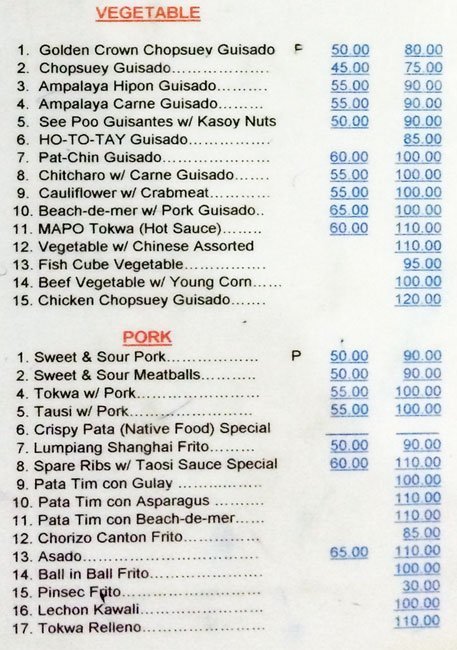 VEGETABLE
1. Golden Crown Chopsuey Guisado P 50.00 80.00
2. Chopsuey Guisado.................. 45.00 75.00
3. Ampalaya Hipon Guisado.......... 55.00 90.00
4. Ampalaya Carne Guisado......... 55.00 90.00
5. See Poo Guisantes w/ Kasoy Nuts 50.00 90.00
6. HO-TO-TAY Guisado............... 85.00
7. Pat-Chin Guisado.................... 60.00 100.00
8. Chitcharo w/ Carne Guisado...... 55.00 100.00
9. Cauliflower w/ Crabmeat........... 55.00 100.00
10. Beach-de-mer w/ Pork Guisado.. 65.00 100.00
11. MAPO Tokwa (Hot Sauce)........ 60.00 110.00
12. Vegetable w/ Chinese Assorted 110.00
13. Fish Cube Vegetable............... 95.00
14. Beef Vegetable w/ Young Corn...... 100.00
15. Chicken Chopsuey Guisado....... 120.00
PORK
1. Sweet & Sour Pork................. P 50.00 90.00
2. Sweet & Sour Meatballs.......... 50.00 90.00
4. Tokwa w/ Pork....................... 55.00 100.00
5. Tausi w/ Pork........................ 55.00 100.00
6. Crispy Pata (Native Food) Special
7. Lumpiang Shanghai Frito......... 50.00 90.00
8. Spare Ribs w/ Taosi Sauce Special 60.00 110.00
9. Pata Tim con Gulay ................ 100.00
10. Pata Tim con Asparagus ......... 110.00
11. Pata Tim con Beach-de-mer...... 110.00
12. Chorizo Canton Frito............... 85.00
13. Asado................................. 65.00 110.00
14. Ball in Ball Frito..................... 100.00
15. Pinsec Frito.......................... 30.00
16. Lechon Kawali...................... 100.00
17. Tokwa Relleno...................... 110.00